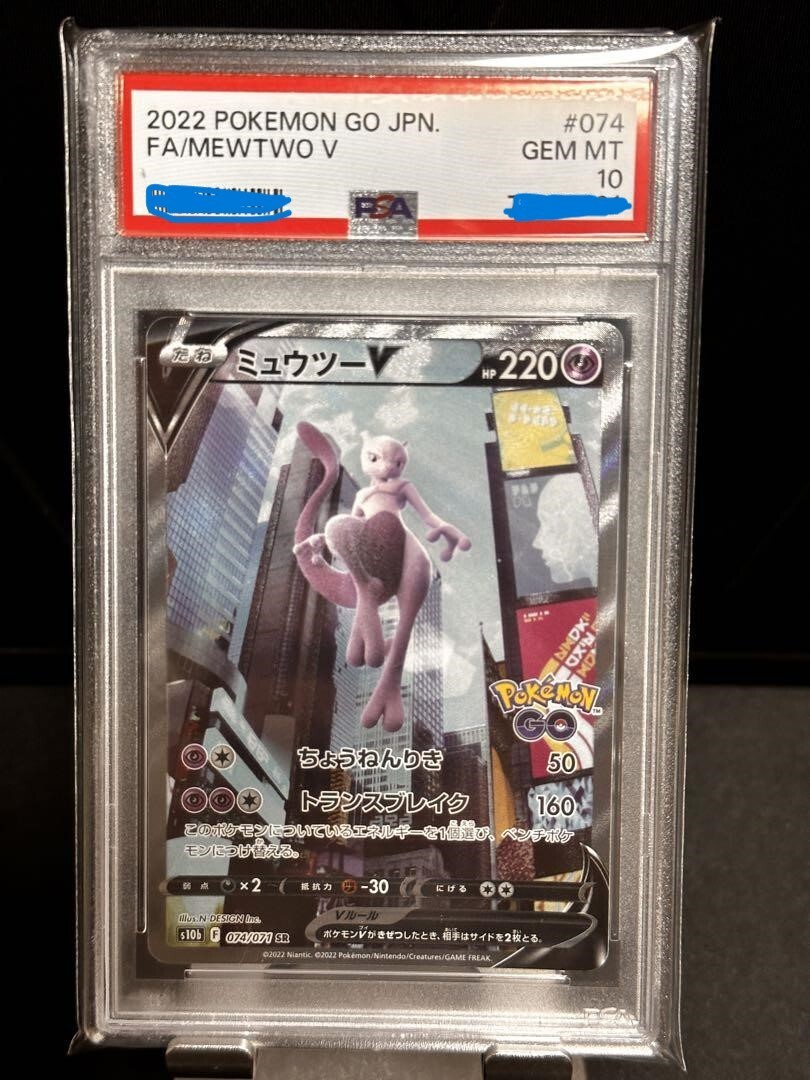 2022 POKEMON GO JPN. #074
FA/MEWTWO V GEM MT
10
PSA
たね ミュウツーV HP 220
Pokémon™
GO
ちょうねんりき 50
トランスブレイク 160
このポケモンについているエネルギーを1個選び、ベンチポケ
モンにつけ替える。
弱点 ×2 抵抗力 -30 にげる
Illus.N-DESIGN Inc.
Vルール
s10b F 074/071 SR ポケモンVがきぜつしたとき、相手はサイドを2枚とる。
©2022 Niantic. ©2022 Pokémon/Nintendo/Creatures/GAME FREAK.